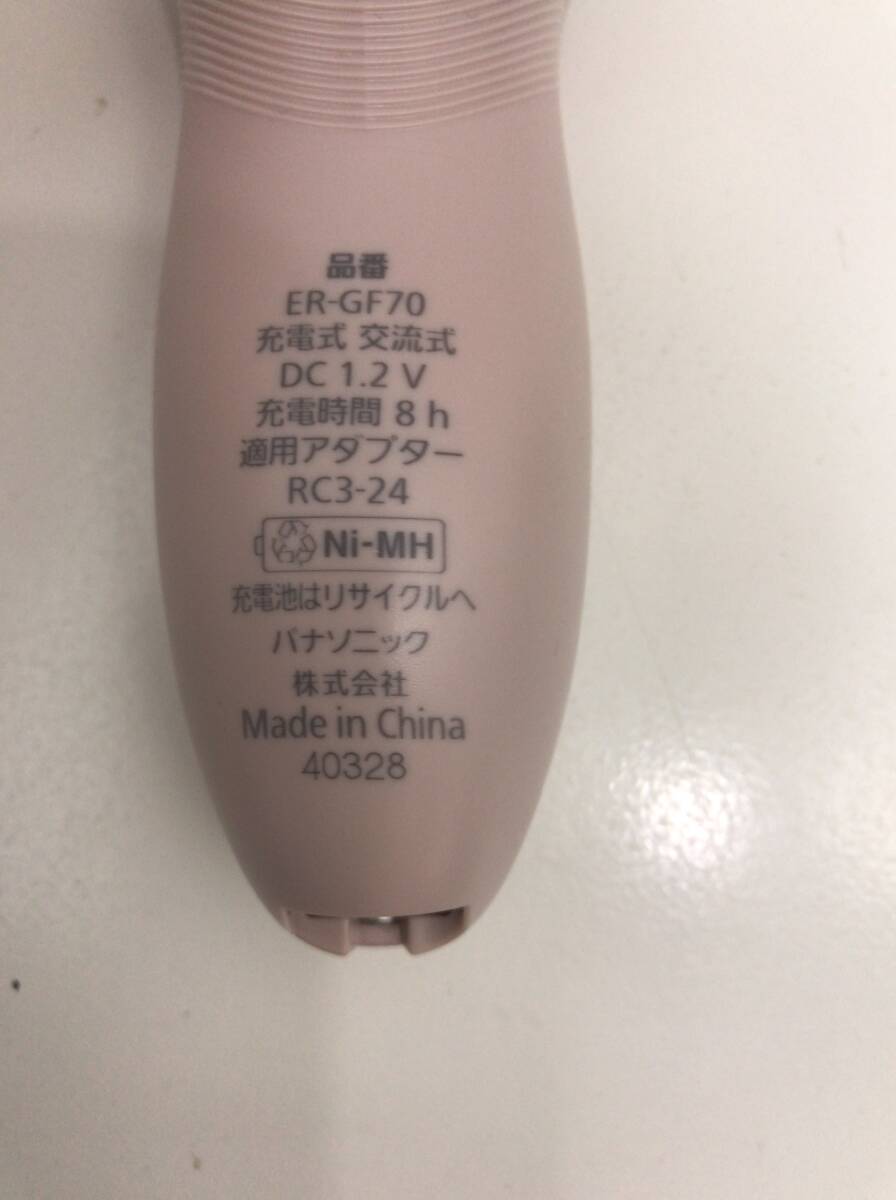 品番
ER-GF70
充電式 交流式
DC 1.2 V
充電時間 8 h
適用アダプター
RC3-24
Ni-MH
充電池はリサイクルへ
パナソニック
株式会社
Made in China
40328